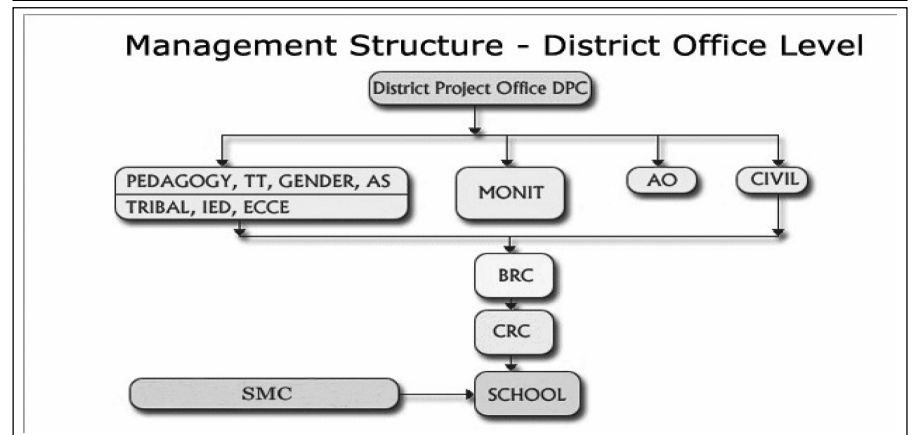 Management Structure - District Office Level
District Project Office DPC
PEDAGOGY, TT, GENDER, AS
TRIBAL, IED, ECCE
MONIT
AO
CIVIL
BRC
CRC
SMC
SCHOOL